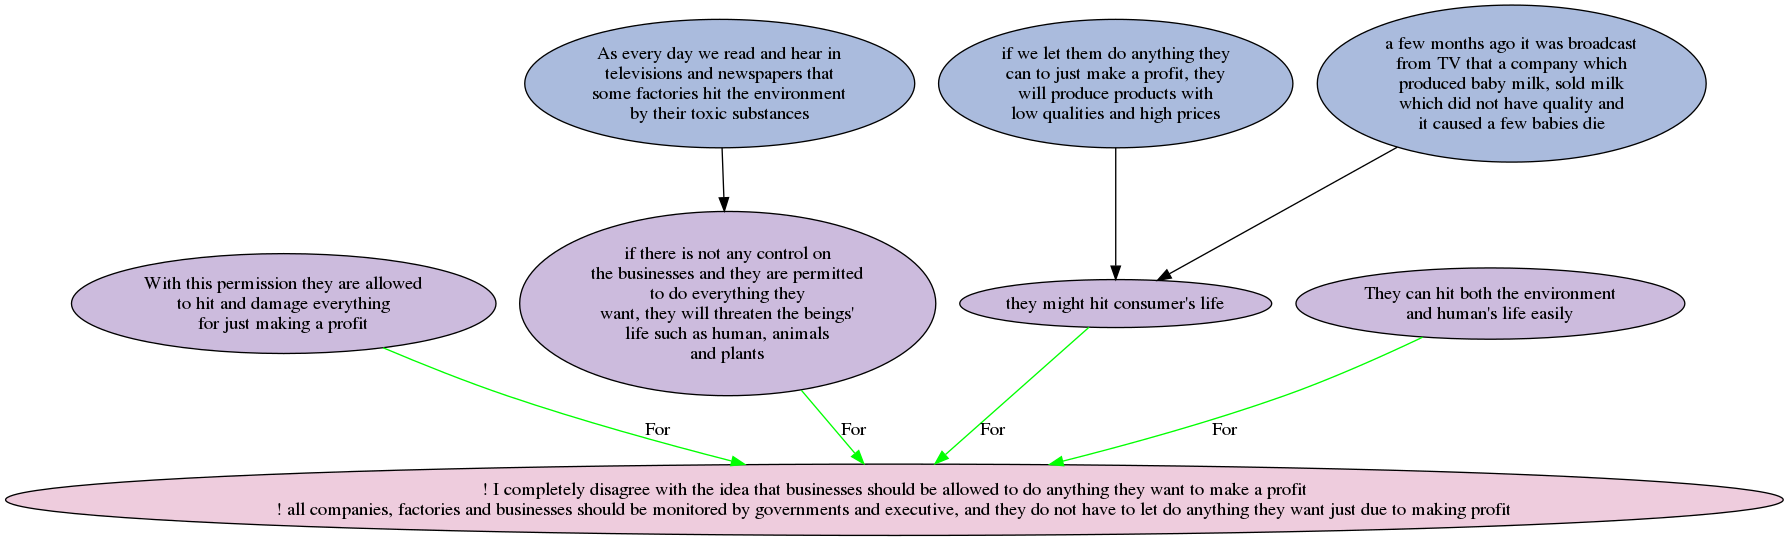 As every day we read and hear in
televisions and newspapers that
some factories hit the environment
by their toxic substances
if we let them do anything they
can to just make a profit, they
will produce products with
low qualities and high prices
a few months ago it was broadcast
from TV that a company which
produced baby milk, sold milk
which did not have quality and
it caused a few babies die
With this permission they are allowed
to hit and damage everything
for just making a profit
if there is not any control on
the businesses and they are permitted
to do everything they
want, they will threaten the beings'
life such as human, animals
and plants
they might hit consumer's life
They can hit both the environment
and human's life easily
For
For
For
For
! I completely disagree with the idea that businesses should be allowed to do anything they want to make a profit
! all companies, factories and businesses should be monitored by governments and executive, and they do not have to let do anything they want just due to making profit